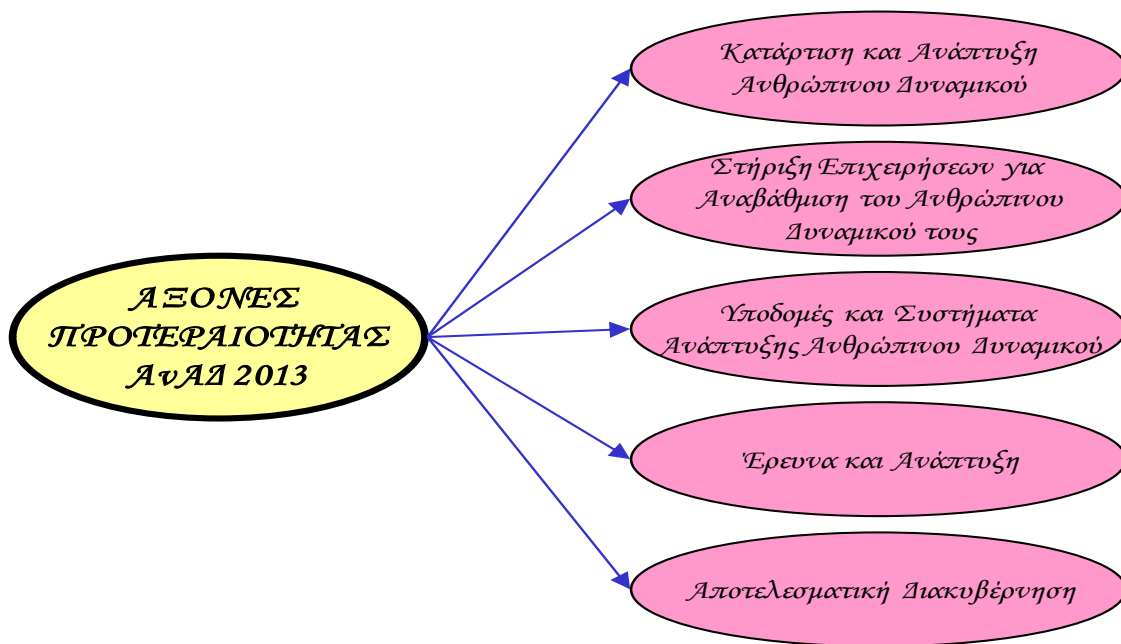 ΑΞΟΝΕΣ
ΠΡΟΤΕΡΑΙΟΤΗΤΑΣ
ΑνΑΔ 2013
Κατάρτιση και Ανάπτυξη
Ανθρώπινου Δυναμικού
Στήριξη Επιχειρήσεων για
Αναβάθμιση του Ανθρώπινου
Δυναμικού τους
Υποδομές και Συστήματα
Ανάπτυξης Ανθρώπινου Δυναμικού
Έρευνα και Ανάπτυξη
Αποτελεσματική Διακυβέρνηση